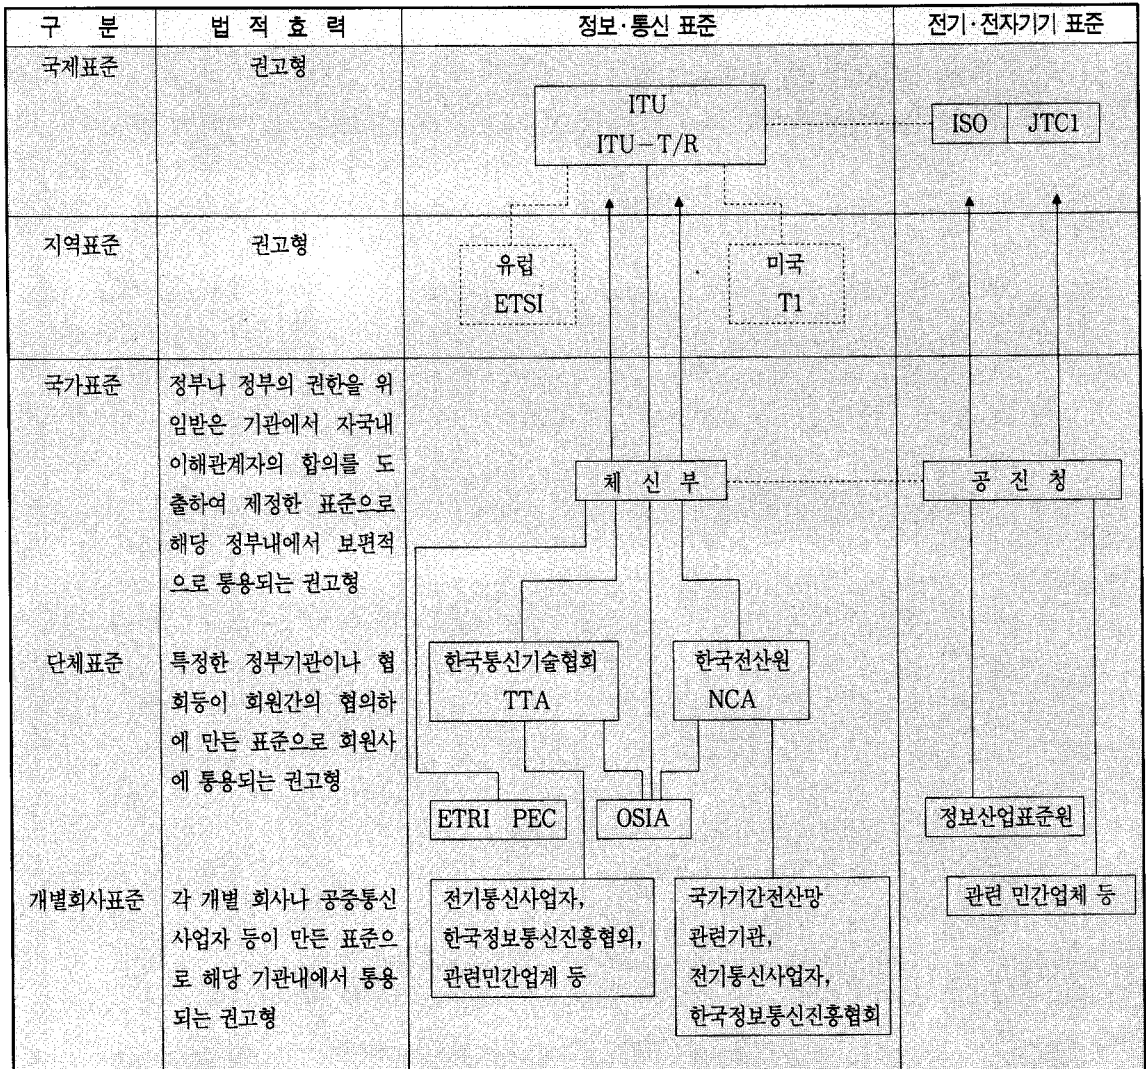 구 분 법 적 효 력 정보·통신 표준 전기·전자기기 표준
국제표준 권고형
ITU
ITU-T/R
ISO JTC1
지역표준 권고형
유럽
ETSI
미국
T1
국가표준
정부나 정부의 권한을 위
임받은 기관에서 자국내
이해관계자의 합의를 도
출하여 제정한 표준으로
해당 정부내에서 보편적
으로 통용되는 권고형
체 신 부
공 진 청
단체표준
특정한 정부기관이나 협
회등이 회원간의 협의하
에 만든 표준으로 회원사
에 통용되는 권고형
한국통신기술협회
TTA
한국전산원
NCA
ETRI PEC
OSIA
정보산업표준원
개별회사표준
각 개별 회사나 공중통신
사업자 등이 만든 표준으
로 해당 기관내에서 통용
되는 권고형
전기통신사업자,
한국정보통신진흥협외,
관련민간업계 등
국가기간전산망
관련기관,
전기통신사업자,
한국정보통신진흥협회
관련 민간업체 등